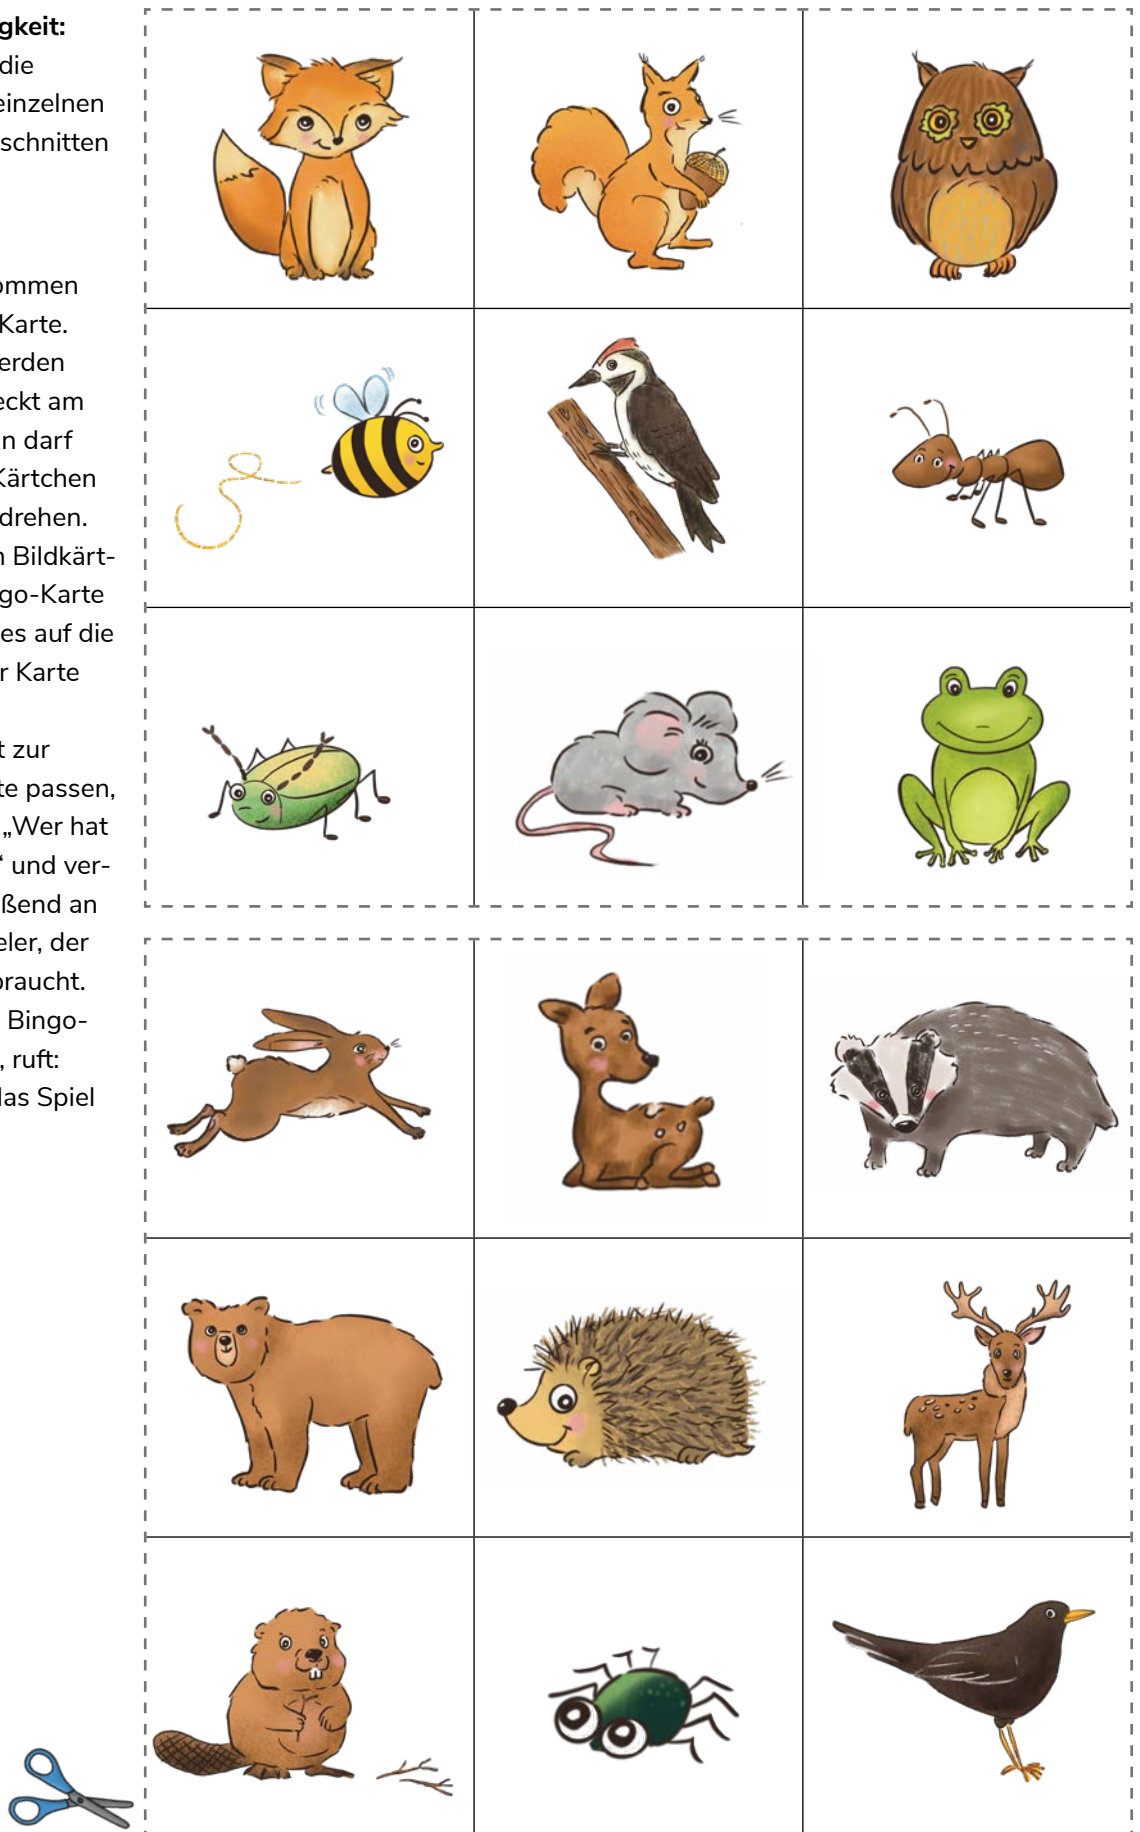 gkeit:
die
einzelnen
schnitten
ommen
Karte.
erden
eckt am
n darf
Kärtchen
drehen.
n Bildkärt-
go-Karte
es auf die
r Karte
t zur
te passen,
„Wer hat
“ und ver-
ßend an
eler, der
braucht.
Bingo-
, ruft:
das Spiel